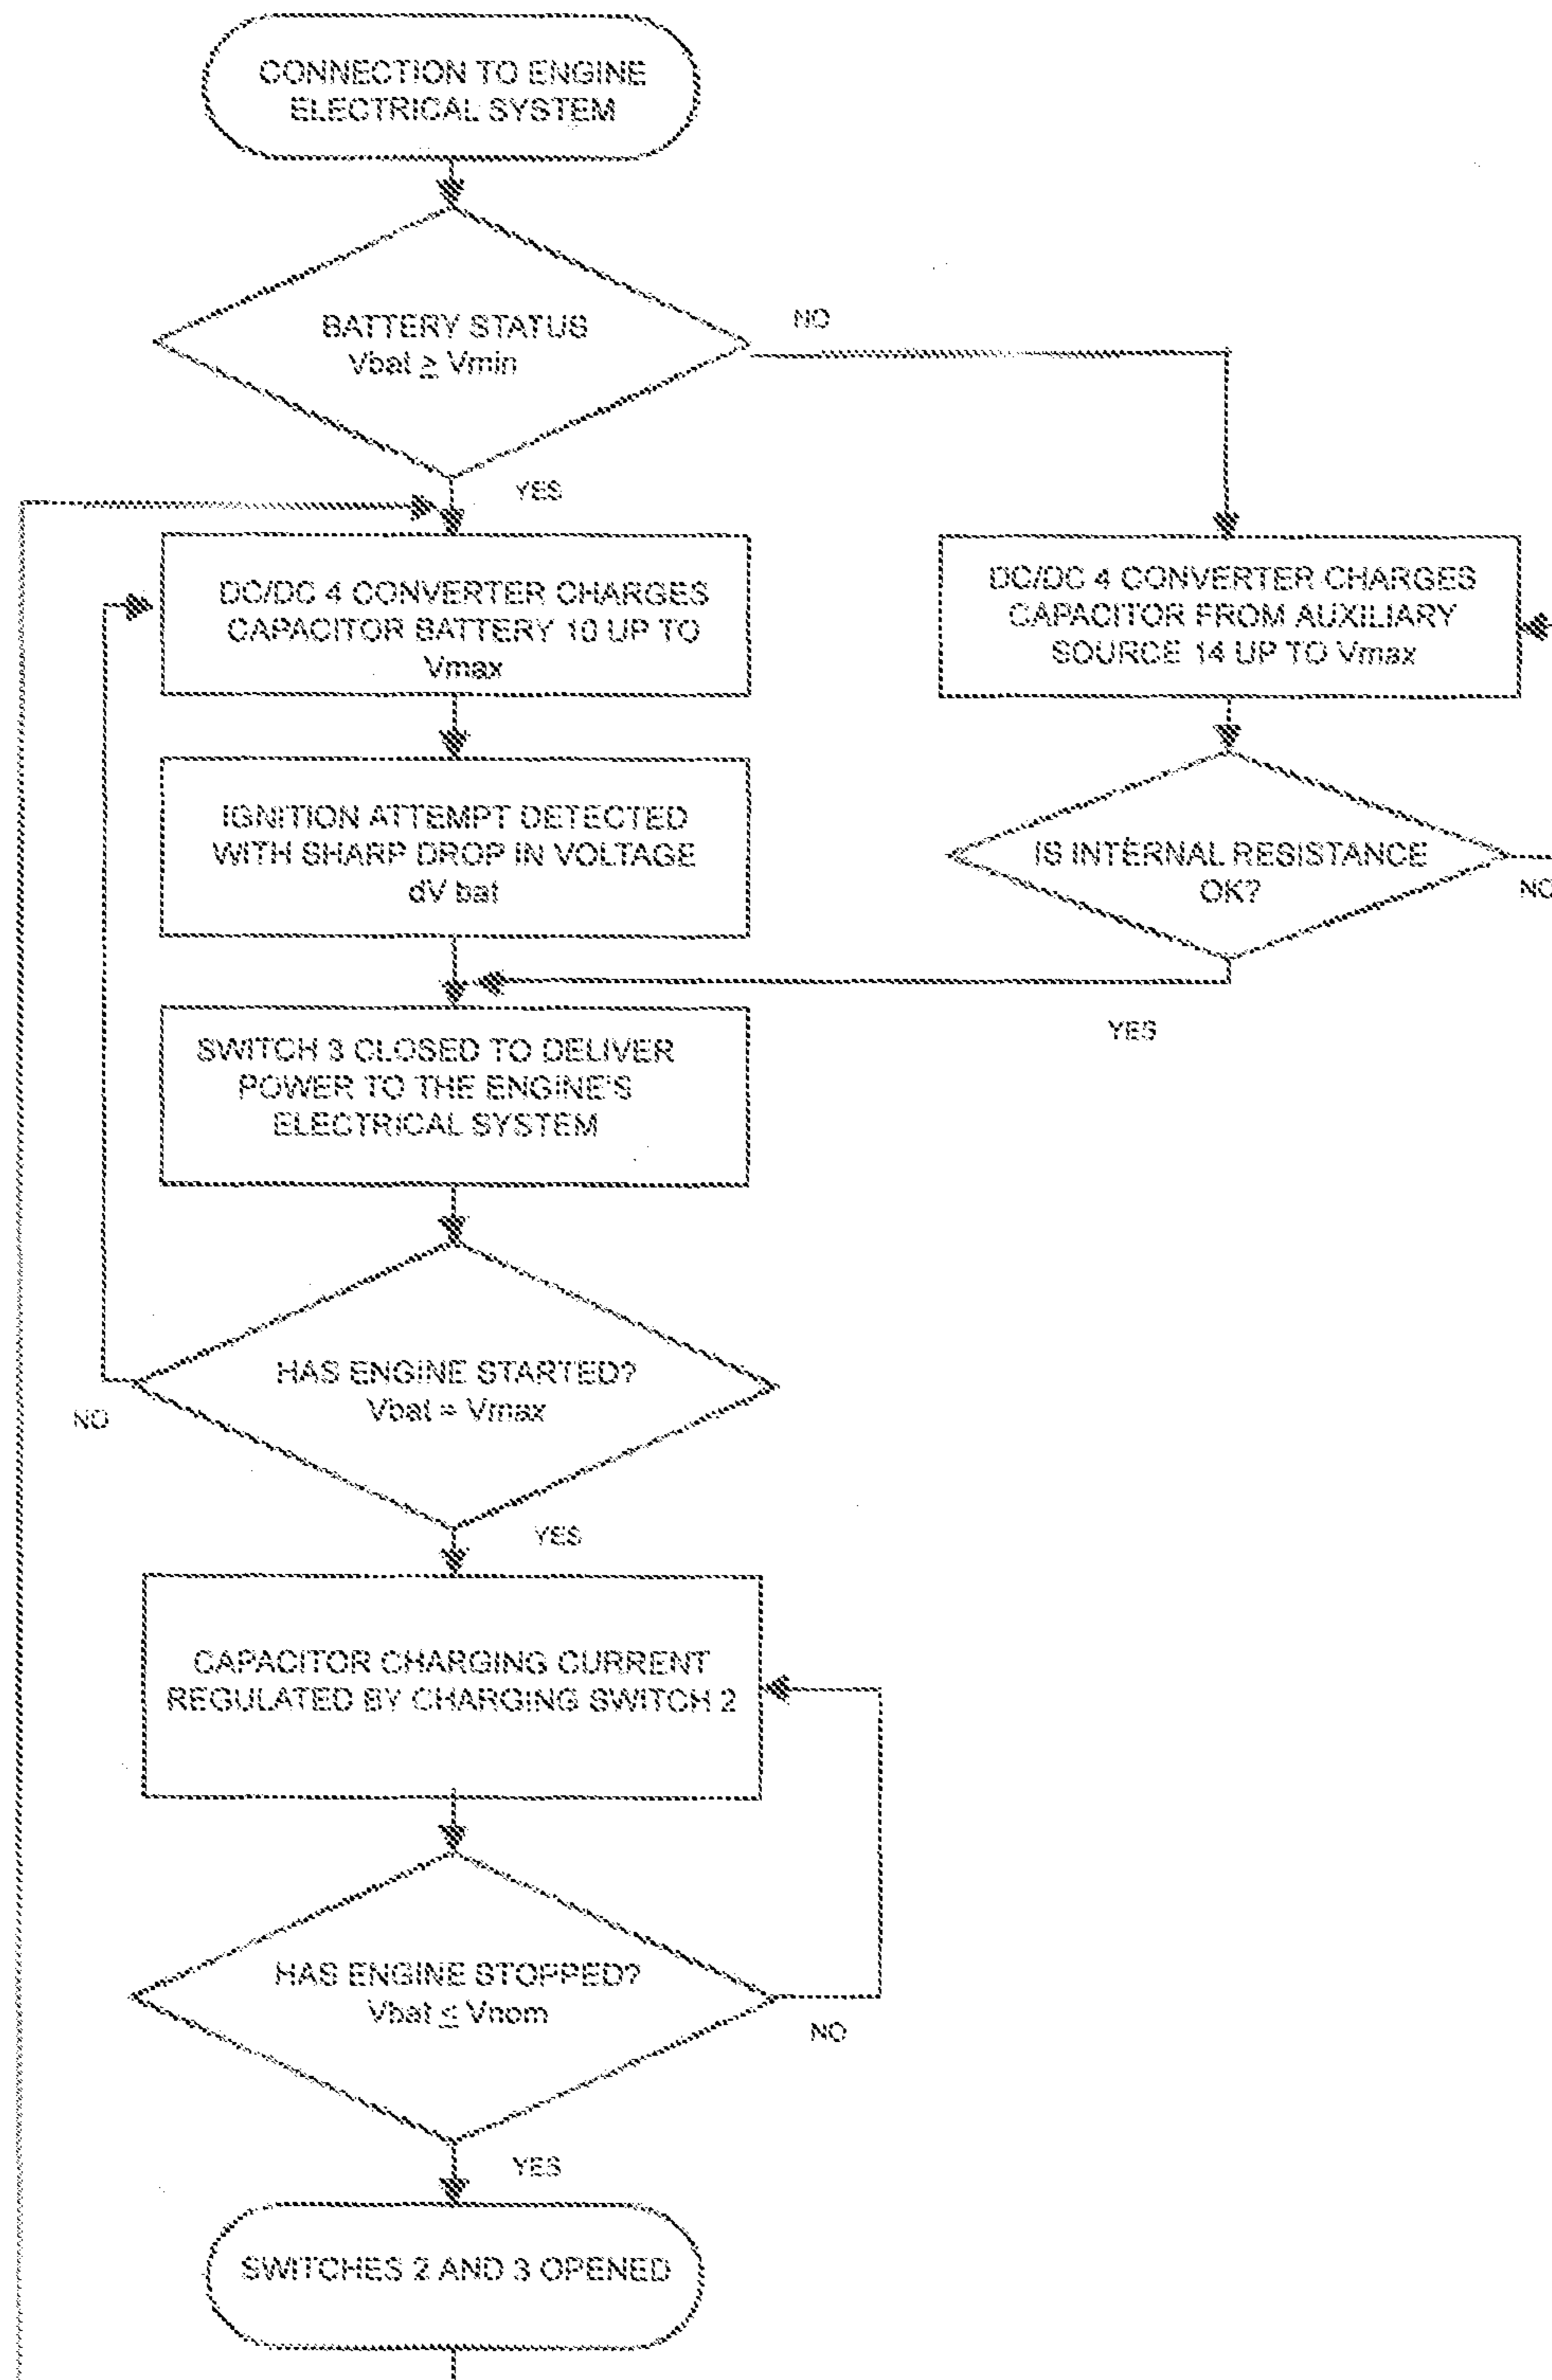 CONNECTION TO ENGINE
ELECTRICAL SYSTEM
BATTERY STATUS
Vbat ≥ Vmin
NO
YES
DC/DC 4 CONVERTER CHARGES
CAPACITOR BATTERY 10 UP TO
Vmax
DC/DC 4 CONVERTER CHARGES
CAPACITOR FROM AUXILIARY
SOURCE 14 UP TO Vmax
IGNITION ATTEMPT DETECTED
WITH SHARP DROP IN VOLTAGE
dV bat
IS INTERNAL RESISTANCE
OK?
NO
YES
SWITCH 3 CLOSED TO DELIVER
POWER TO THE ENGINE'S
ELECTRICAL SYSTEM
HAS ENGINE STARTED?
Vbat = Vmax
NO
YES
CAPACITOR CHARGING CURRENT
REGULATED BY CHARGING SWITCH 2
HAS ENGINE STOPPED?
Vbat ≤ Vnom
NO
YES
SWITCHES 2 AND 3 OPENED